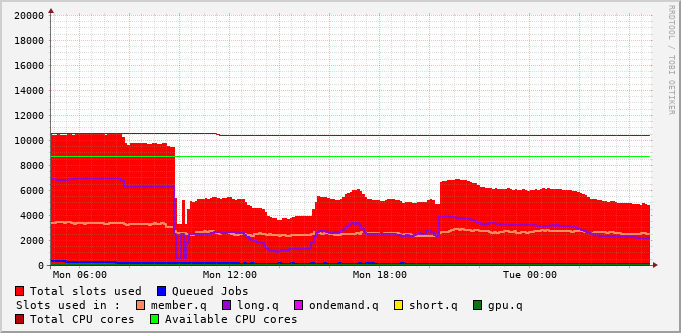 20000
18000
16000
14000
12000
10000
8000
6000
4000
2000
0
Mon 06:00 Mon 12:00 Mon 18:00 Tue 00:00
Total slots used Queued Jobs
Slots used in : member.q long.q ondemand.q short.q gpu.q
Total CPU cores Available CPU cores
RRDTOOL / TOBI OETIKER